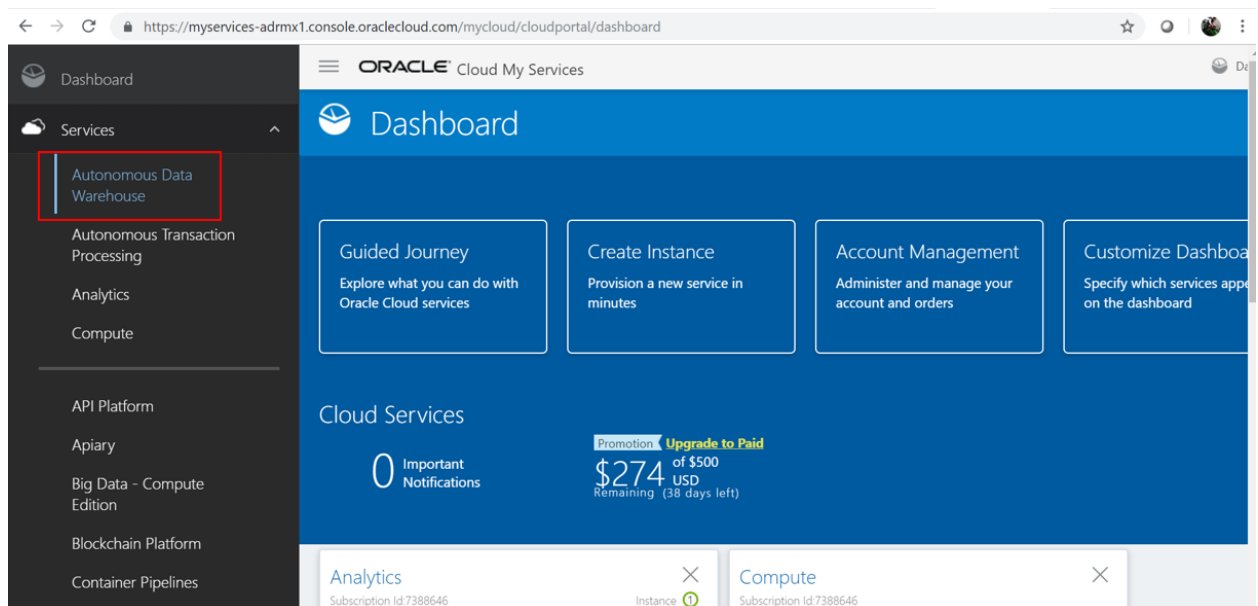 https://myservices-adrmx1.console.oraclecloud.com/mycloud/cloudportal/dashboard
Dashboard
Services
Autonomous Data
Warehouse
Autonomous Transaction
Processing
Analytics
Compute
API Platform
Apiary
Big Data - Compute
Edition
Blockchain Platform
Container Pipelines
ORACLE Cloud My Services
Da
Dashboard
Guided Journey
Explore what you can do with
Oracle Cloud services
Create Instance
Provision a new service in
minutes
Account Management
Administer and manage your
account and orders
Customize Dashboa
Specify which services appe
on the dashboard
Cloud Services
0 Important
Notifications
Promotion Upgrade to Paid
$274 of $500
USD
Remaining (38 days left)
Analytics
Subscription Id:7388646
Instance 1
Compute
Subscription Id:7388646